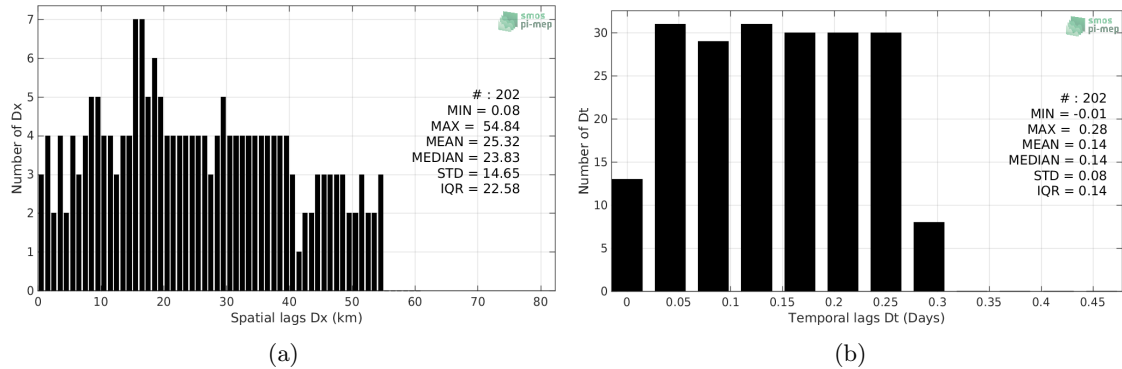 smos
pi-mep
7
6
5
4
3
2
1
0
Number of Dx
# : 202
MIN = 0.08
MAX = 54.84
MEAN = 25.32
MEDIAN = 23.83
STD = 14.65
IQR = 22.58
0 10 20 30 40 50 60 70 80
Spatial lags Dx (km)
(a)
smos
pi-mep
30
25
20
15
10
5
0
Number of Dt
# : 202
MIN = -0.01
MAX = 0.28
MEAN = 0.14
MEDIAN = 0.14
STD = 0.08
IQR = 0.14
0 0.05 0.1 0.15 0.2 0.25 0.3 0.35 0.4 0.45
Temporal lags Dt (Days)
(b)